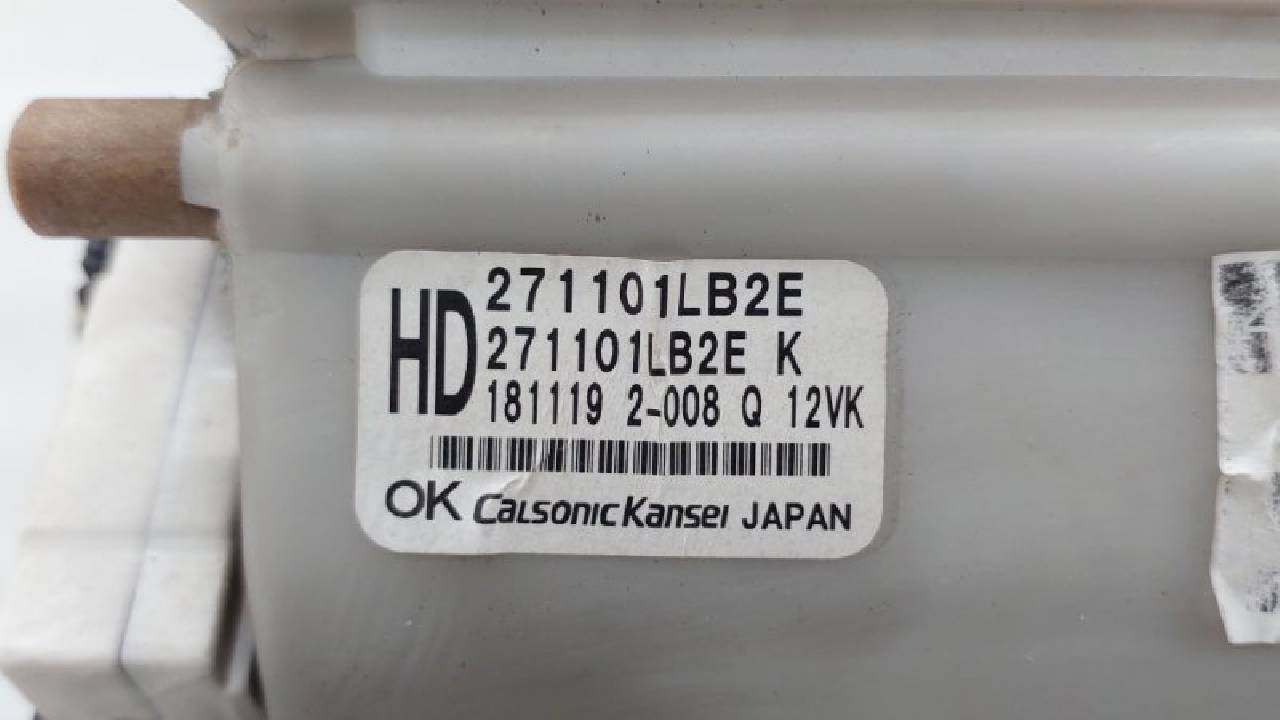 HD
271101LB2E
271101LB2E K
181119 2-008 Q 12VK
OK CalsonicKansei JAPAN